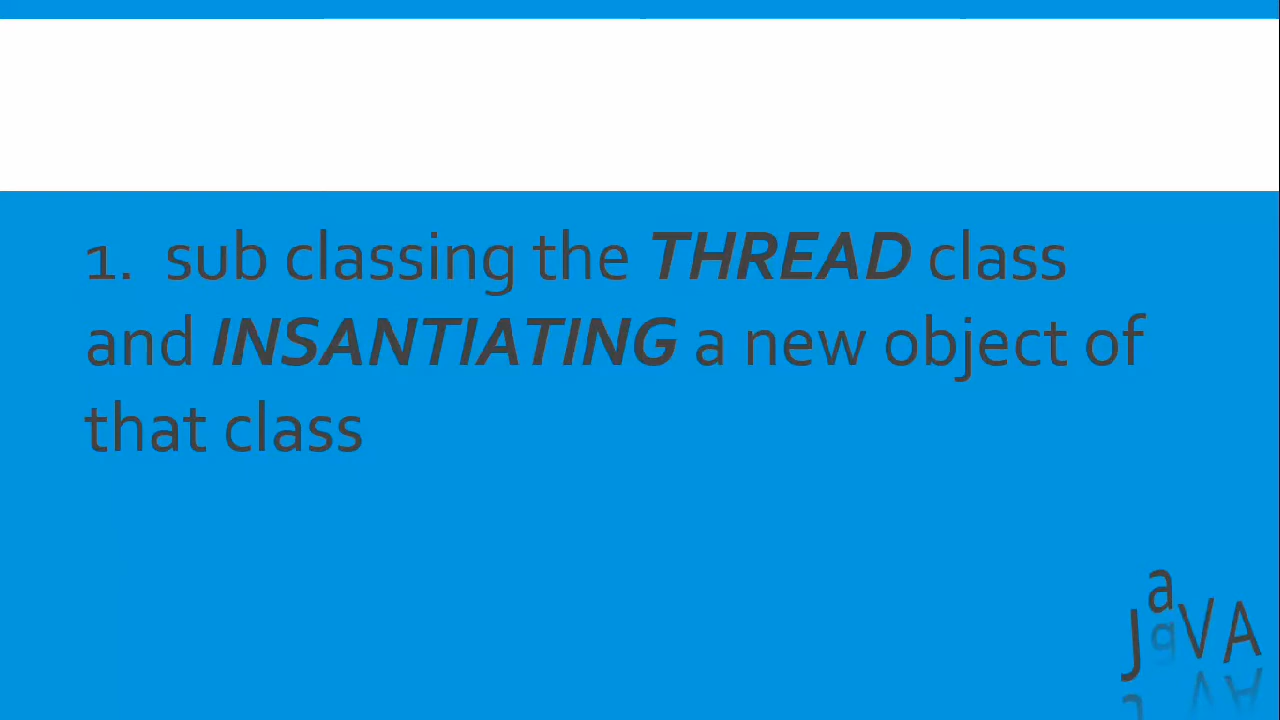 1. sub classing the THREAD class
and INSANTIATING a new object of
that class
JaVA